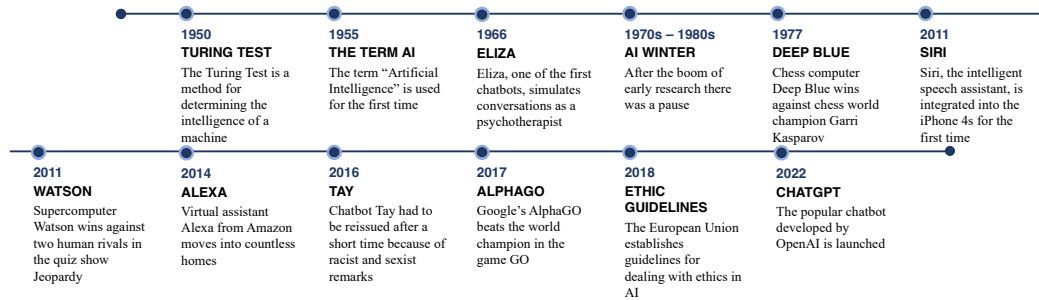 1950
TURING TEST
The Turing Test is a
method for
determining the
intelligence of a
machine
1955
THE TERM AI
The term “Artificial
Intelligence” is used
for the first time
1966
ELIZA
Eliza, one of the first
chatbots, simulates
conversations as a
psychotherapist
1970s – 1980s
AI WINTER
After the boom of
early research there
was a pause
1977
DEEP BLUE
Chess computer
Deep Blue wins
against chess world
champion Garri
Kasparov
2011
SIRI
Siri, the intelligent
speech assistant, is
integrated into the
iPhone 4s for the
first time
2011
WATSON
Supercomputer
Watson wins against
two human rivals in
the quiz show
Jeopardy
2014
ALEXA
Virtual assistant
Alexa from Amazon
moves into countless
homes
2016
TAY
Chatbot Tay had to
be reissued after a
short time because of
racist and sexist
remarks
2017
ALPHAGO
Google’s AlphaGO
beats the world
champion in the
game GO
2018
ETHIC
GUIDELINES
The European Union
establishes
guidelines for
dealing with ethics in
AI
2022
CHATGPT
The popular chatbot
developed by
OpenAI is launched